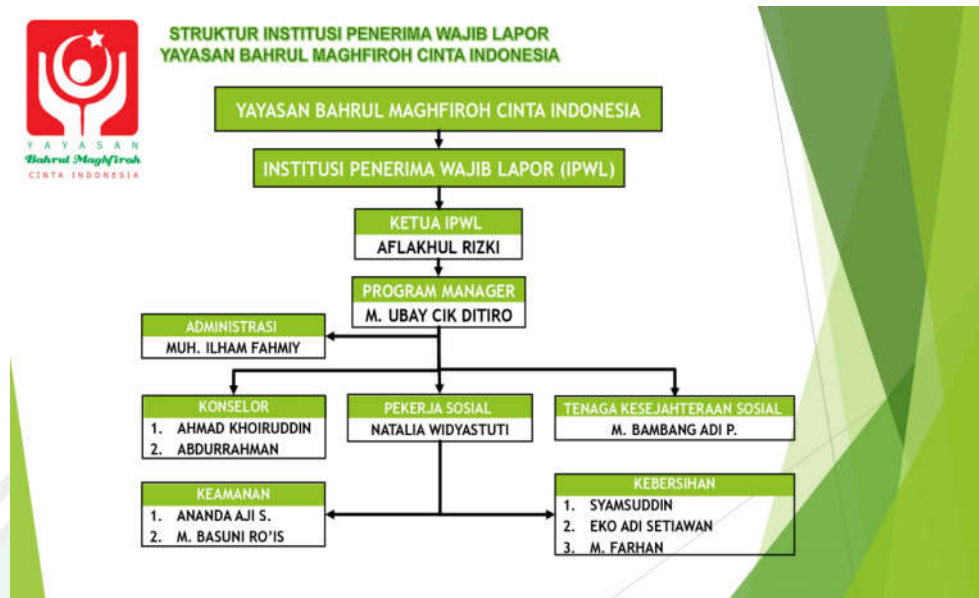 STRUKTUR INSTITUSI PENERIMA WAJIB LAPOR
YAYASAN BAHRUL MAGHFIROH CINTA INDONESIA
YAYASAN
Bahrul Maghfiroh
CINTA INDONESIA
YAYASAN BAHRUL MAGHFIROH CINTA INDONESIA
INSTITUSI PENERIMA WAJIB LAPOR (IPWL)
KETUA IPWL
AFLAKHUL RIZKI
PROGRAM MANAGER
M. UBAY CIK DITIRO
ADMINISTRASI
MUH. ILHAM FAHMIY
KONSELOR
1. AHMAD KHOIRUDDIN
2. ABDURRAHMAN
PEKERJA SOSIAL
NATALIA WIDYASTUTI
TENAGA KESEJAHTERAAN SOSIAL
M. BAMBANG ADI P.
KEAMANAN
1. ANANDA AJI S.
2. M. BASUNI RO'IS
KEBERSIHAN
1. SYAMSUDDIN
2. EKO ADI SETIAWAN
3. M. FARHAN